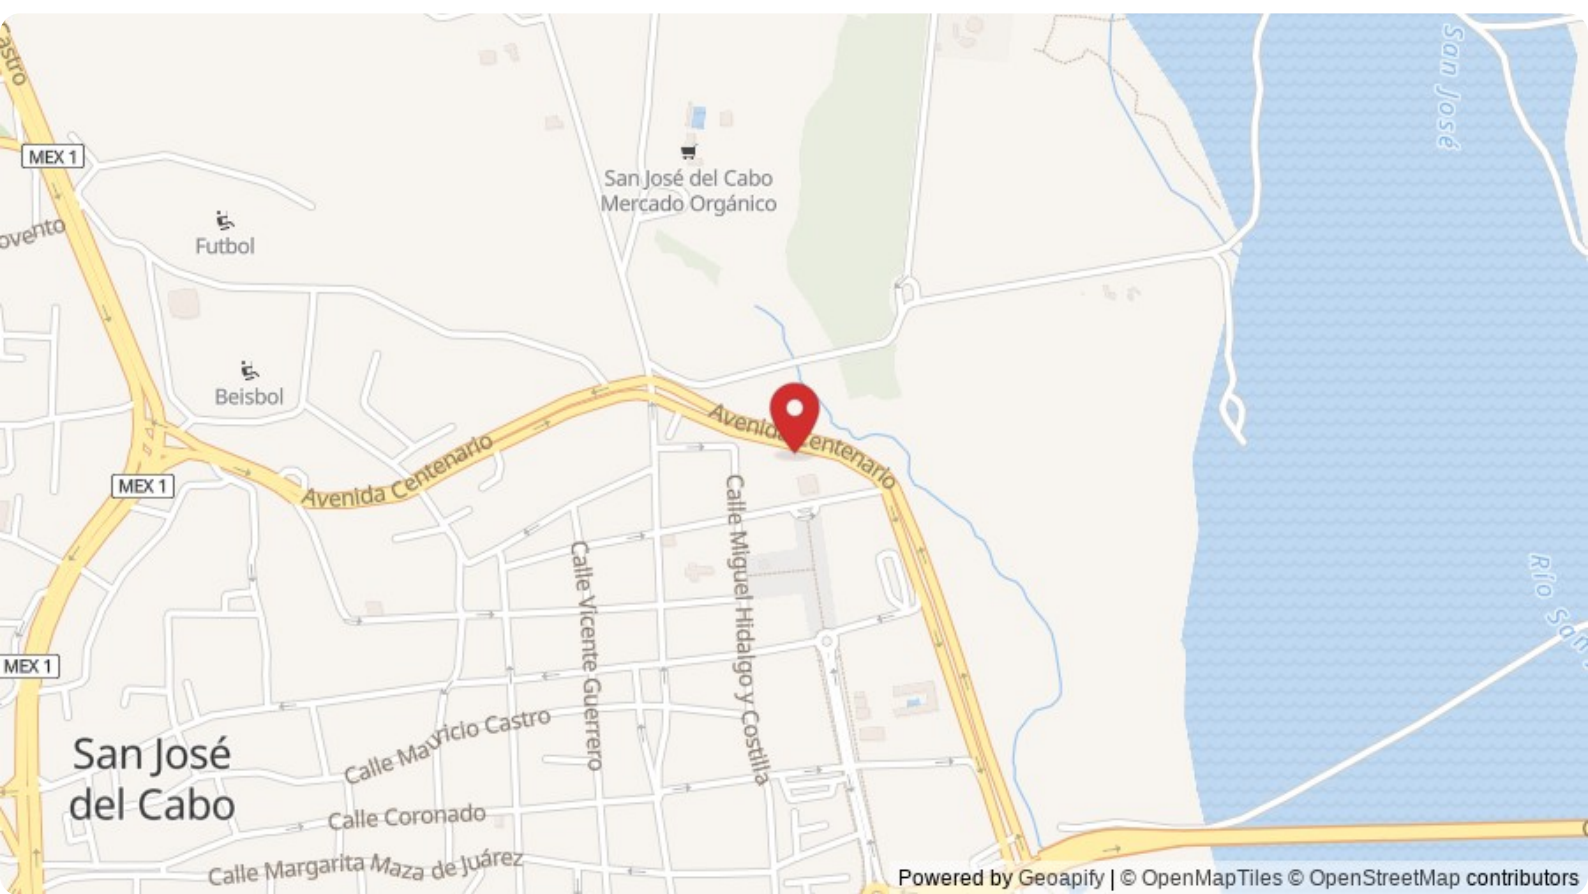 Castro
San José
MEX 1
San José del Cabo
Mercado Orgánico
Futbol
Beisbol
Avenida Centenario
Avenida Centenario
MEX 1
Calle Miguel Hidalgo y Costilla
Calle Vicente Guerrero
MEX 1
Calle Mauricio Castro
San José
del Cabo
Calle Coronado
Calle Margarita Maza de Juárez
Powered by Geoapify | © OpenMapTiles © OpenStreetMap contributors